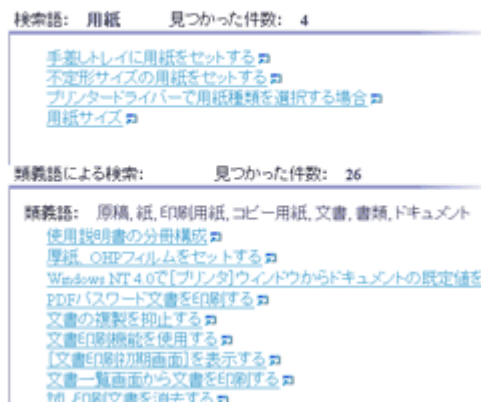 検索語: 用紙 見つかった件数: 4
手差しトレイに用紙をセットする
不定形サイズの用紙をセットする
プリンタードライバーで用紙種類を選択する場合
用紙サイズ
類義語による検索: 見つかった件数: 26
類義語: 原稿, 紙, 印刷用紙, コピー用紙, 文書, 書類, ドキュメント
使用説明書の分冊構成
厚紙、OHPフィルムをセットする
Windows NT 4.0で[プリンタ]ウィンドウからドキュメントの既定値を
PDFパスワード文書を印刷する
文書の複製を抑止する
文書印刷機能を使用する
[文書印刷初期画面]を表示する
文書一覧画面から文書を印刷する
印刷文書を消去する